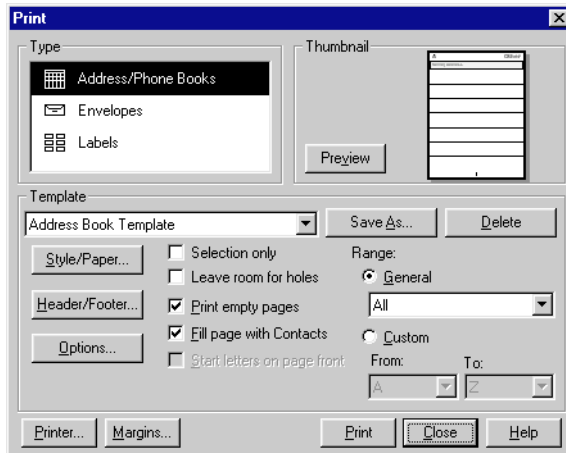 Print
Type
Address/Phone Books
Envelopes
Labels
Thumbnail
A Other
Preview
Template
Address Book Template
Save As...
Delete
Style/Paper...
Selection only
Range:
Leave room for holes
General
Header/Footer...
Print empty pages
All
Fill page with Contacts
Custom
Options...
Start letters on page front
From:
To:
A
Z
Printer...
Margins...
Print
Close
Help